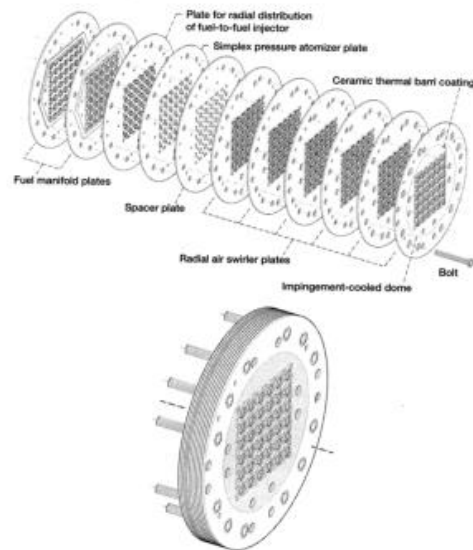 Plate for radial distribution
of fuel-to-fuel injector
Simplex pressure atomizer plate
Ceramic thermal barri coating
Fuel manifold plates
Spacer plate
Radial air swirler plates
Bolt
Impingement-cooled dome